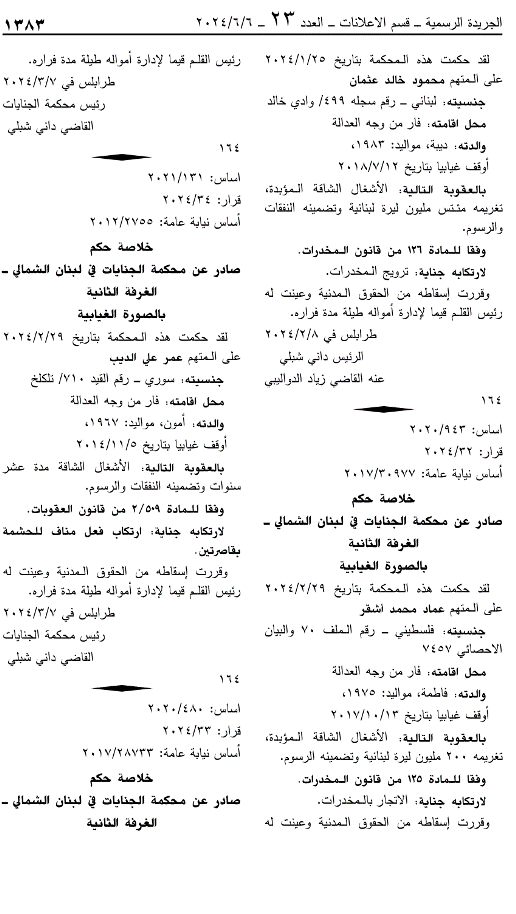 الجريدة الرسمية ــ قسم الاعلانات ــ العدد ٢٣ ــ ٢٠٢٤/٦/٦
١٣٨٣
لقد حكمت هذه المحكمة بتاريخ ٢٠٢٤/١/٢٥
على المتهم محمود خالد عثمان
جنسيته: لبناني ــ رقم سجله ٤٩٩/ وادي خالد
محل اقامته: فار من وجه العدالة
والدته: ديبة، مواليد: ١٩٨٣،
أوقف غيابيا بتاريخ ٢٠١٨/٧/١٢
بالعقوبة التالية: الأشغال الشاقة المؤبدة،
تغريمه مئتس مليون ليرة لبنانية وتضمينه النفقات
والرسوم.
وفقا للمادة ١٣٦ من قانون المخدرات.
لارتكابه جناية: ترويج المخدرات.
وقررت إسقاطه من الحقوق المدنية وعينت له
رئيس القلم قيما لإدارة أمواله طيلة مدة فراره.
طرابلس في ٢٠٢٤/٢/٨
الرئيس داني شبلي
عنه القاضي زياد الدواليبي
١٦٤
اساس: ٢٠٢٠/٩٤٣
قرار: ٢٠٢٤/٣٢
أساس نيابة عامة: ٢٠١٧/٣٠٩٧٧
خلاصة حكم
صادر عن محكمة الجنايات في لبنان الشمالي ــ
الغرفة الثانية
بالصورة الغيابية
لقد حكمت هذه المحكمة بتاريخ ٢٠٢٤/٢/٢٩
على المتهم عماد محمد اشقر
جنسيته: فلسطيني ــ رقم الملف ٧٠ والبيان
الاحصائي ٧٤٥٧
محل اقامته: فار من وجه العدالة
والدته: فاطمة، مواليد: ١٩٧٥،
أوقف غيابيا بتاريخ ٢٠١٧/١٠/١٣
بالعقوبة التالية: الأشغال الشاقة المؤبدة،
تغريمه ٢٠٠ مليون ليرة لبنانية وتضمينه الرسوم.
وفقا للمادة ١٢٥ من قانون المخدرات.
لارتكابه جناية: الاتجار بالمخدرات.
وقررت إسقاطه من الحقوق المدنية وعينت له
رئيس القلم قيما لإدارة أمواله طيلة مدة فراره.
طرابلس في ٢٠٢٤/٣/٧
رئيس محكمة الجنايات
القاضي داني شبلي
١٦٤
اساس: ٢٠٢١/١٣١
قرار: ٢٠٢٤/٣٤
أساس نيابة عامة: ٢٠١٢/٢٧٥٥
خلاصة حكم
صادر عن محكمة الجنايات في لبنان الشمالي ــ
الغرفة الثانية
بالصورة الغيابية
لقد حكمت هذه المحكمة بتاريخ ٢٠٢٤/٢/٢٩
على المتهم عمر علي الديب
جنسيته: سوري ــ رقم القيد ٧١٠/ تلكلخ
محل اقامته: فار من وجه العدالة
والدته: أمون، مواليد: ١٩٦٧،
أوقف غيابيا بتاريخ ٢٠١٤/١١/٥
بالعقوبة التالية: الأشغال الشاقة مدة عشر
سنوات وتضمينه النفقات والرسوم.
وفقا للمادة ٢/٥٠٩ من قانون العقوبات.
لارتكابه جناية: ارتكاب فعل مناف للحشمة
بقاصرتين.
وقررت إسقاطه من الحقوق المدنية وعينت له
رئيس القلم قيما لإدارة أمواله طيلة مدة فراره.
طرابلس في ٢٠٢٤/٣/٧
رئيس محكمة الجنايات
القاضي داني شبلي
١٦٤
اساس: ٢٠٢٠/٤٨٠
قرار: ٢٠٢٤/٣٣
أساس نيابة عامة: ٢٠١٧/٢٨٧٣٣
خلاصة حكم
صادر عن محكمة الجنايات في لبنان الشمالي ــ
الغرفة الثانية